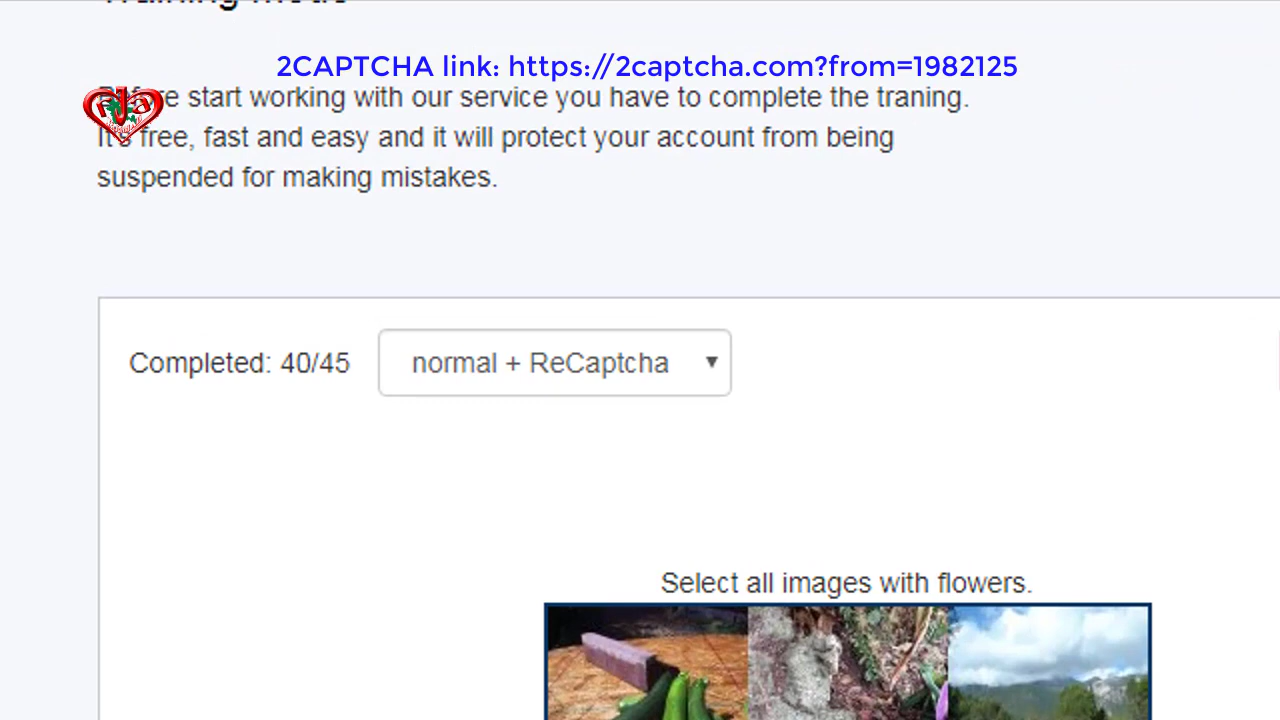 2CAPTCHA link: https://2captcha.com?from=1982125
start working with our service you have to complete the traning.
It's free, fast and easy and it will protect your account from being
suspended for making mistakes.
Completed: 40/45
normal + ReCaptcha
Select all images with flowers.